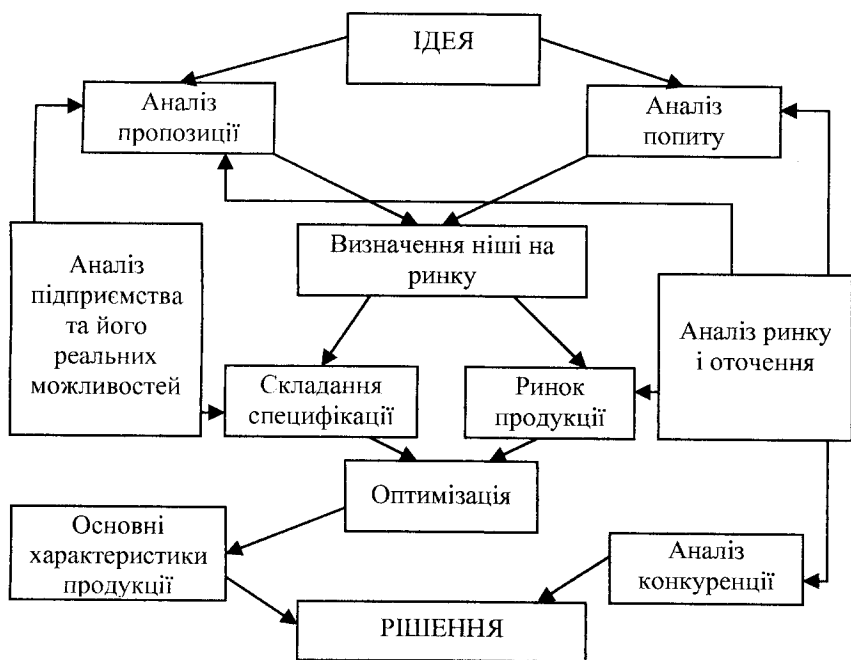 ІДЕЯ
Аналіз
пропозиції
Аналіз
попиту
Визначення ніші на
ринку
Аналіз
підприємства
та його
реальних
можливостей
Аналіз ринку
і оточення
Складання
специфікації
Ринок
продукції
Оптимізація
Основні
характеристики
продукції
Аналіз
конкуренції
РІШЕННЯ